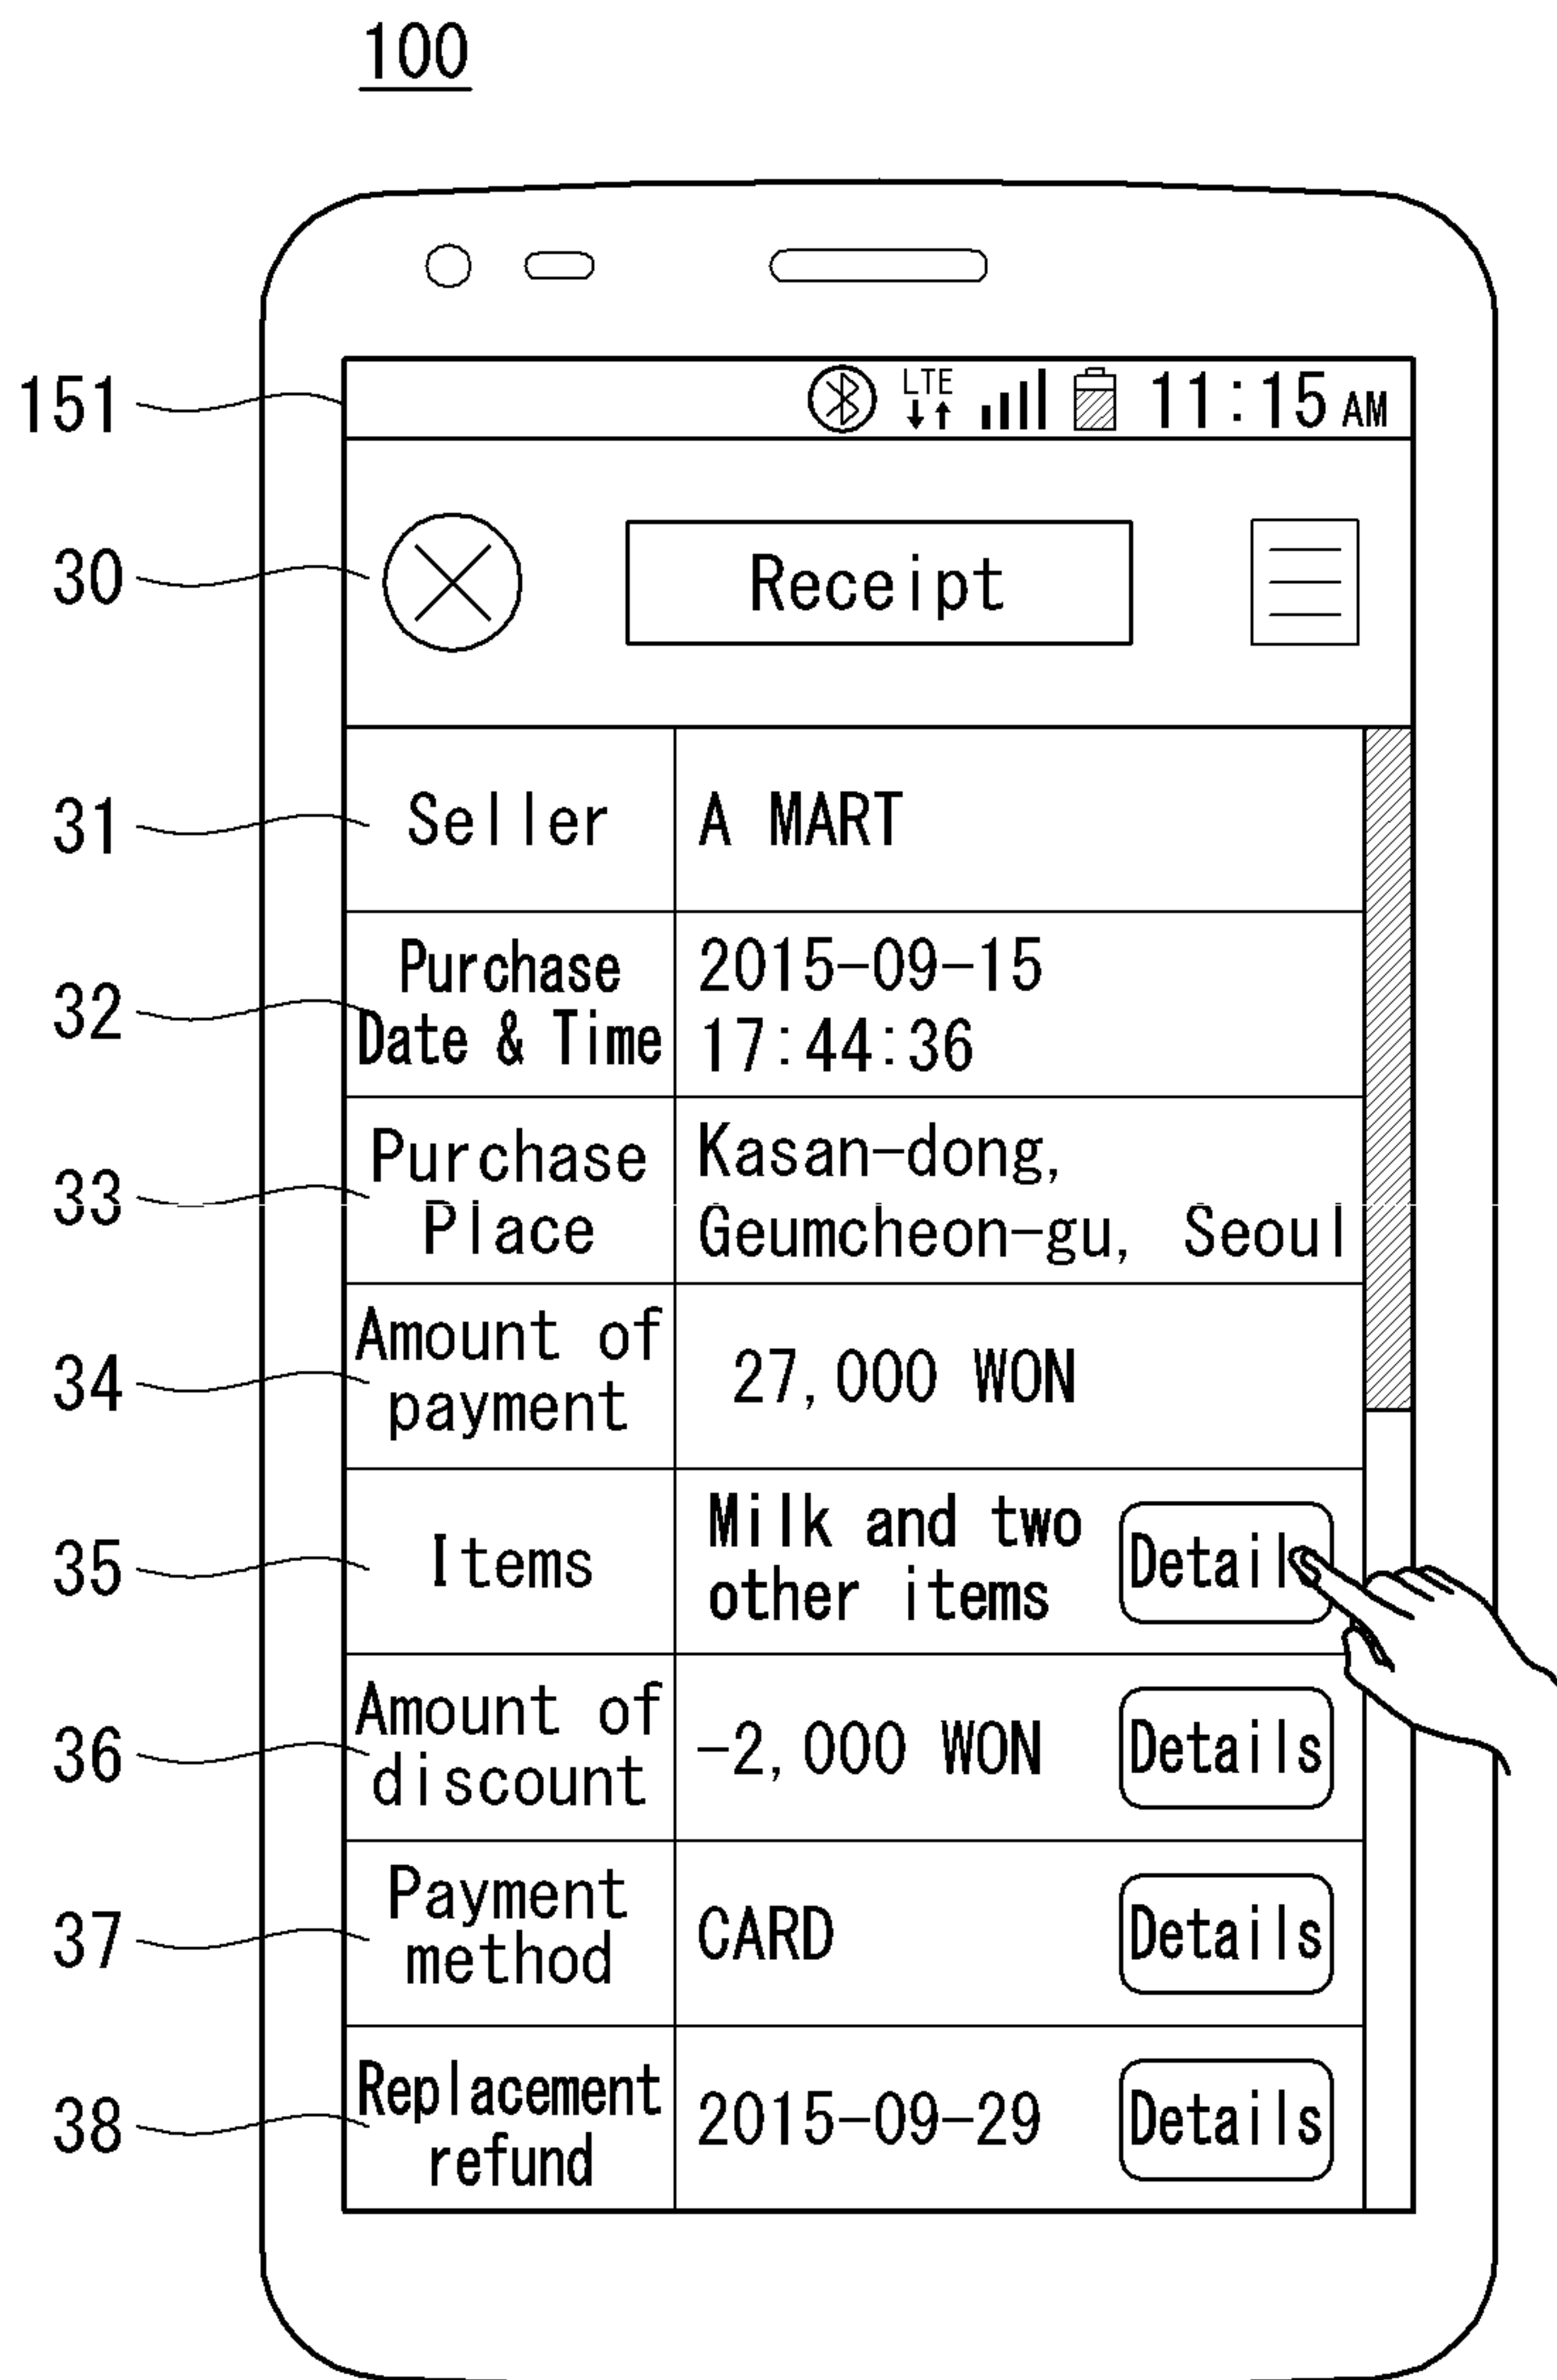 100
151
LTE 11:15 AM
30
Receipt
31
Seller A MART
32
Purchase
Date & Time
2015-09-15
17:44:36
33
Purchase
Place
Kasan-dong,
Geumcheon-gu, Seoul
34
Amount of
payment
27,000 WON
35
Items
Milk and two
other items
Detail
36
Amount of
discount
-2,000 WON
Details
37
Payment
method
CARD
Details
38
Replacement
refund
2015-09-29
Details